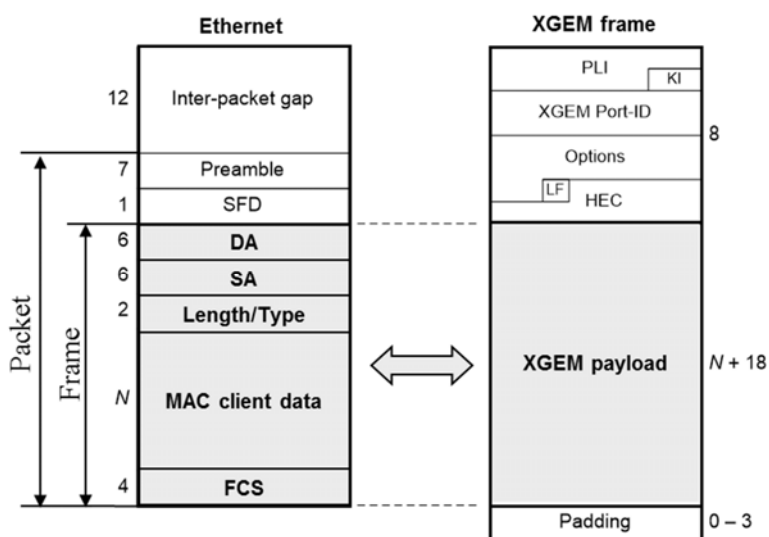 Ethernet
XGEM frame
12
Inter-packet gap
PLI
KI
XGEM Port-ID
8
7
Preamble
Options
1
SFD
LF
HEC
6
DA
6
SA
2
Length/Type
Packet
Frame
N
MAC client data
XGEM payload
N + 18
4
FCS
Padding
0 – 3